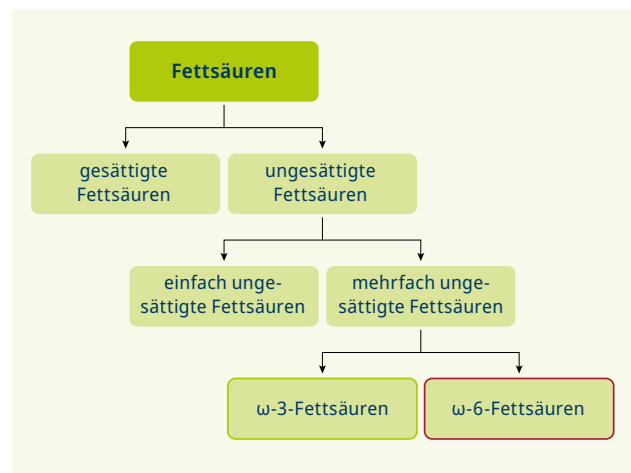 Fettsäuren
gesättigte
Fettsäuren
ungesättigte
Fettsäuren
einfach unge-
sättigte Fettsäuren
mehrfach unge-
sättigte Fettsäuren
ω-3-Fettsäuren
ω-6-Fettsäuren